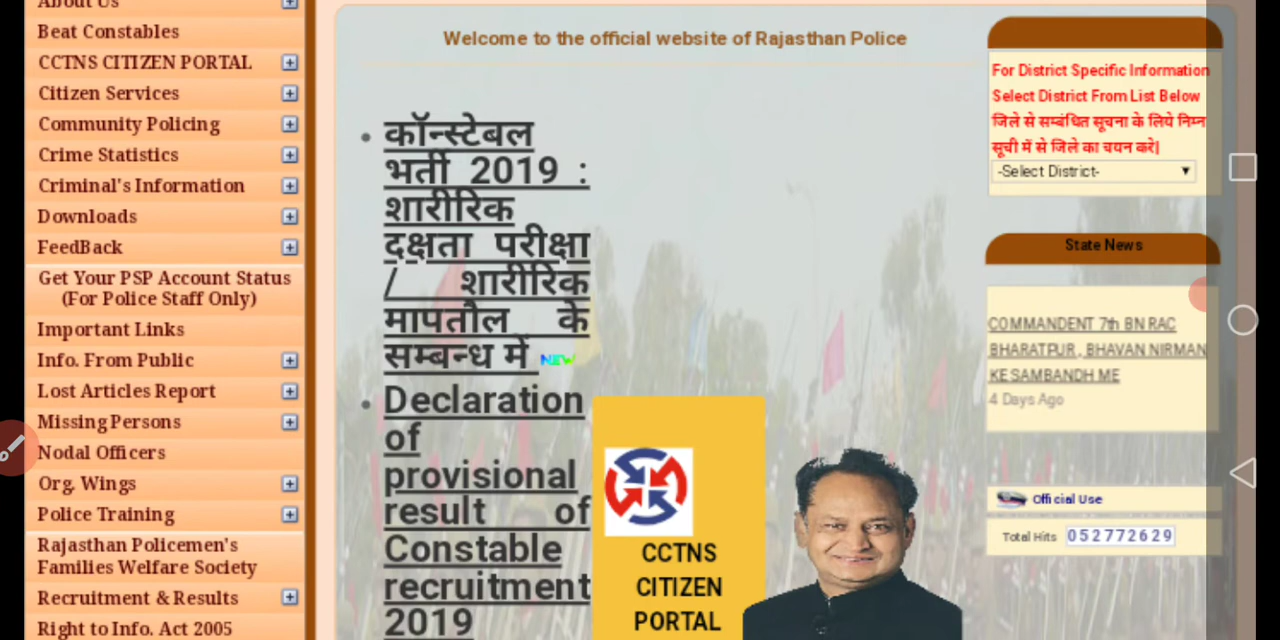 About Us
Beat Constables
CCTNS CITIZEN PORTAL
Citizen Services
Community Policing
Crime Statistics
Criminal's Information
Downloads
FeedBack
Get Your PSP Account Status
(For Police Staff Only)
Important Links
Info. From Public
Lost Articles Report
Missing Persons
Nodal Officers
Org. Wings
Police Training
Rajasthan Policemen's
Families Welfare Society
Recruitment & Results
Right to Info. Act 2005
Welcome to the official website of Rajasthan Police
कॉन्स्टेबल
भर्ती 2019 :
शारीरिक
दक्षता परीक्षा
/ शारीरिक
मापतौल के
सम्बन्ध में NEW
Declaration
of
provisional
result of
Constable
recruitment
2019
CCTNS
CITIZEN
PORTAL
For District Specific Information
Select District From List Below
जिले से सम्बंधित सूचना के लिये निम्न
सूची में से जिले का चयन करे|
-Select District-
State News
COMMANDENT 7th BN RAC
BHARATPUR , BHAVAN NIRMAN
KE SAMBANDH ME
4 Days Ago
Official Use
Total Hits 052772629